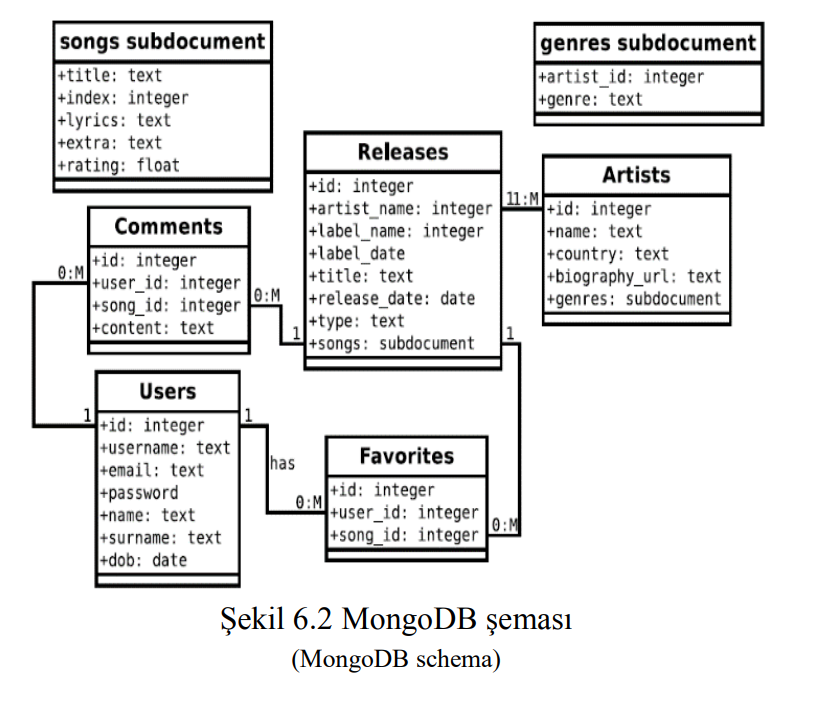 songs subdocument
+title: text
+index: integer
+lyrics: text
+extra: text
+rating: float
genres subdocument
+artist_id: integer
+genre: text
Releases
+id: integer
+artist_name: integer
+label_name: integer
+label_date
+title: text
+release_date: date
+type: text
+songs: subdocument
11:M
Artists
+id: integer
+name: text
+country: text
+biography_url: text
+genres: subdocument
Comments
+id: integer
+user_id: integer
+song_id: integer
+content: text
0:M
0:M
1
1
Users
+id: integer
+username: text
+email: text
+password
+name: text
+surname: text
+dob: date
1
1
has
0:M
Favorites
+id: integer
+user_id: integer
+song_id: integer
0:M
Şekil 6.2 MongoDB şeması
(MongoDB schema)